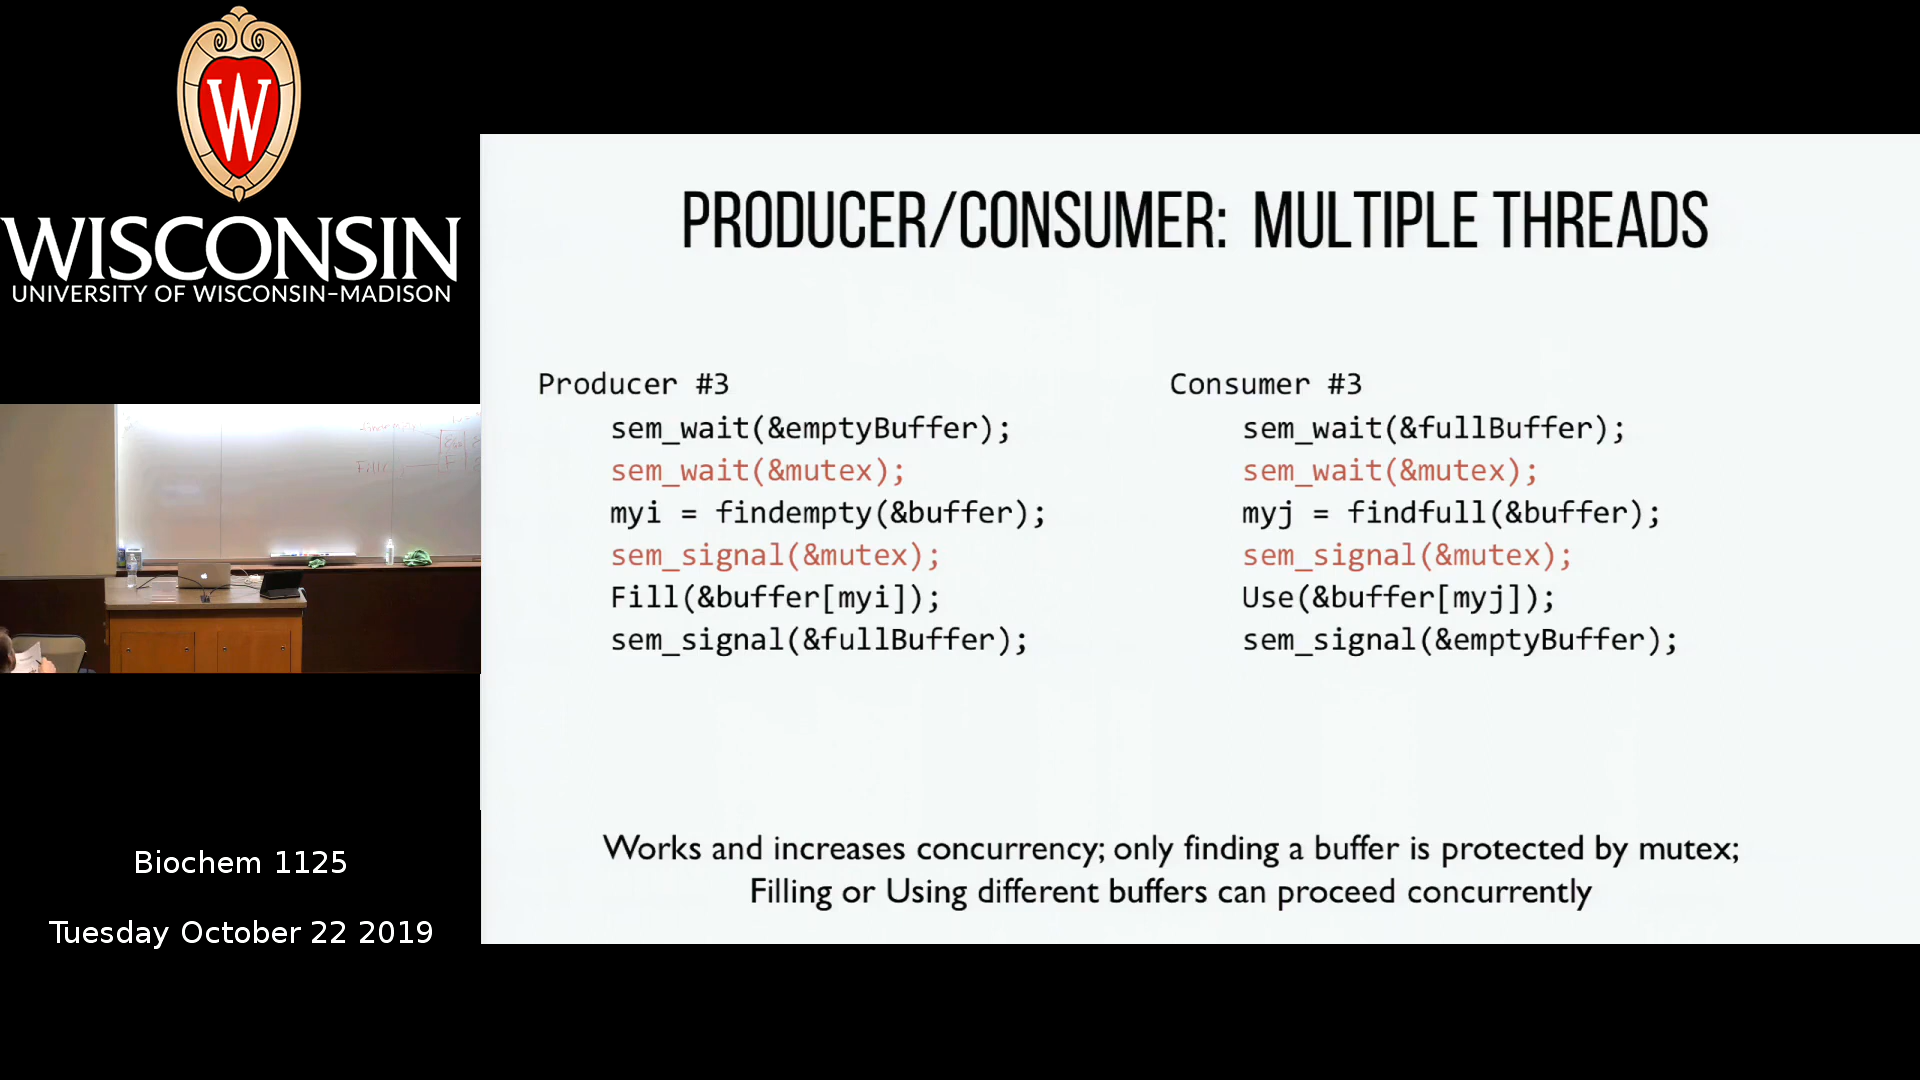 W
WISCONSIN
UNIVERSITY OF WISCONSIN–MADISON
Biochem 1125
Tuesday October 22 2019
PRODUCER/CONSUMER: MULTIPLE THREADS
Producer #3
sem_wait(&emptyBuffer);
sem_wait(&mutex);
myi = findempty(&buffer);
sem_signal(&mutex);
Fill(&buffer[myi]);
sem_signal(&fullBuffer);
Consumer #3
sem_wait(&fullBuffer);
sem_wait(&mutex);
myj = findfull(&buffer);
sem_signal(&mutex);
Use(&buffer[myj]);
sem_signal(&emptyBuffer);
Works and increases concurrency; only finding a buffer is protected by mutex;
Filling or Using different buffers can proceed concurrently